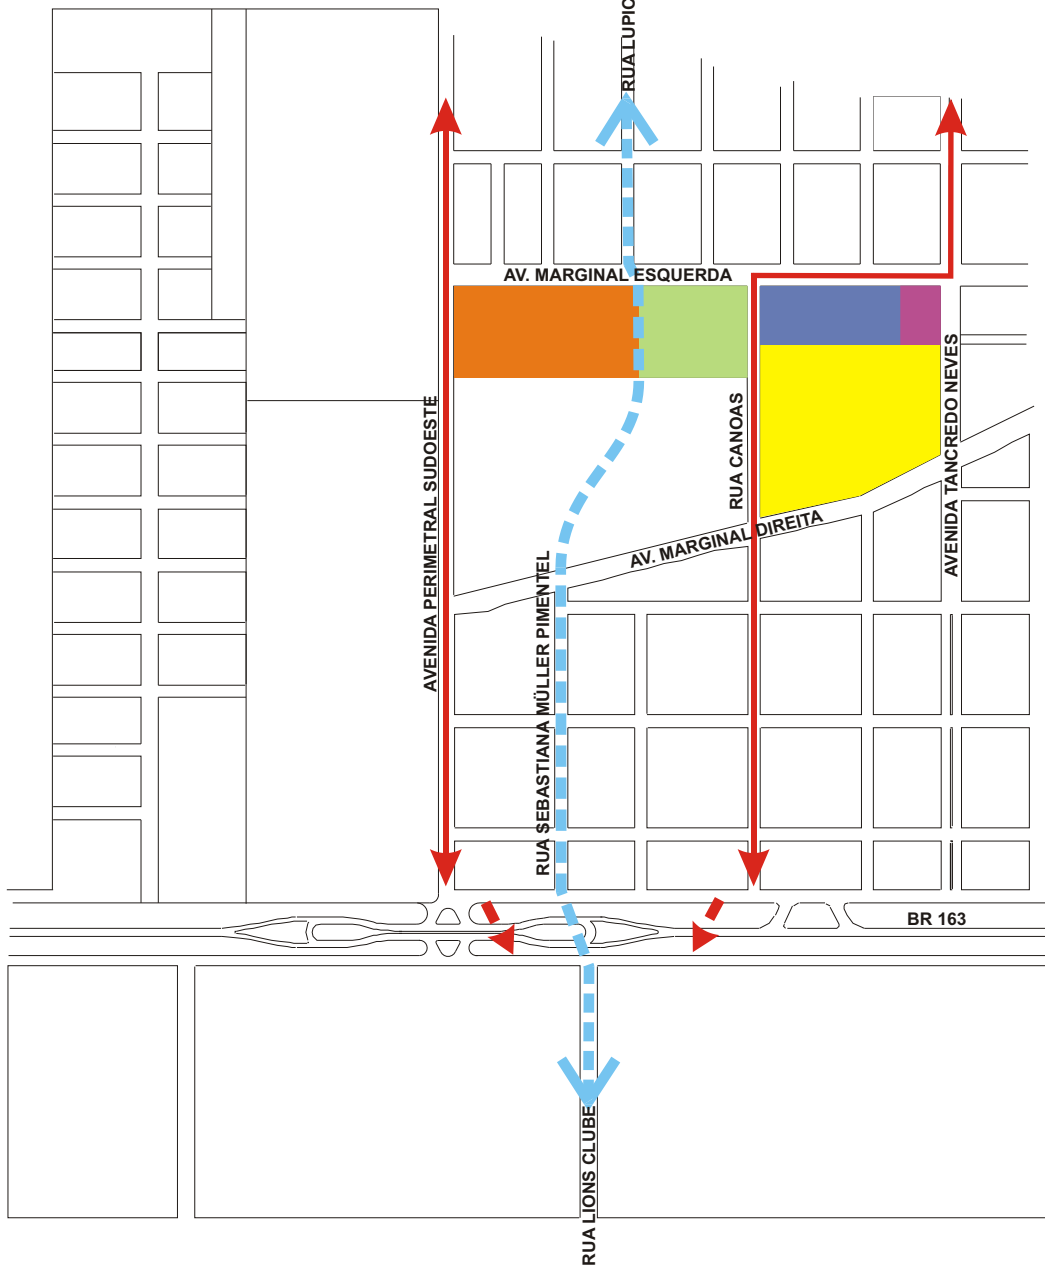 RUA LUPIC
AV. MARGINAL ESQUERDA
AVENIDA PERIMETRAL SUDOESTE
RUA CANOAS
AVENIDA TANCREDO NEVES
AV. MARGINAL DIREITA
RUA SEBASTIANA MÜLLER PIMENTEL
BR 163
RUA LIONS CLUBE